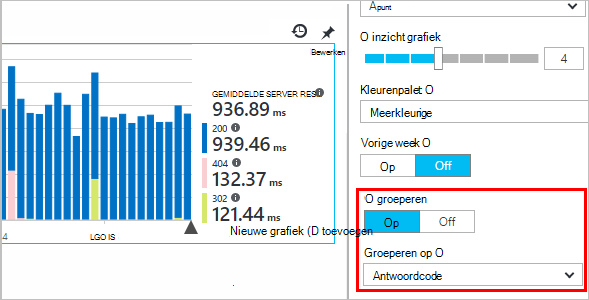 Bewerken
GEMIDDELDE SERVER RES
936.89 ms
200
939.46 ms
404
132.37 ms
302
121.44 ms
4
LGO IS
Nieuwe grafiek (D toevoegen
Apunt
O inzicht grafiek
4
Kleurenpalet O
Meerkleurige
Vorige week O
Op Off
O groeperen
Op Off
Groeperen op O
Antwoordcode